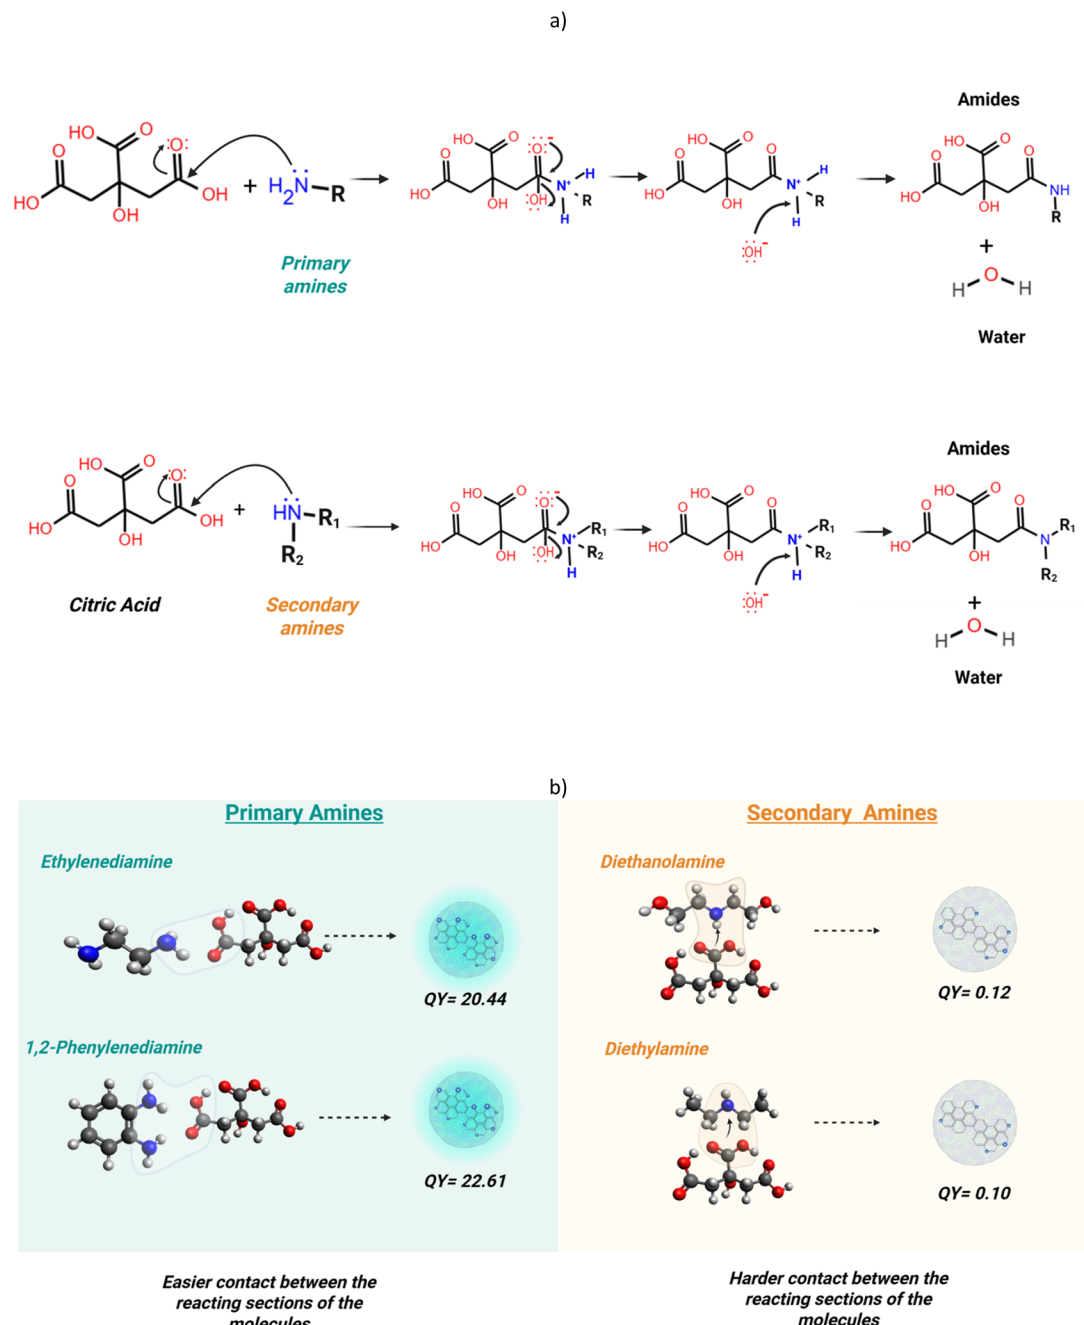 a)
Amides
HO O :O: O HO OH OH + H₂N R
HO O :O:⁻ O HO OH :OH: N⁺ H R H
HO O O O HO OH N⁺ H R H :OH⁻
HO O O O HO OH NH R
Primary
amines
+
H O H
Water
Amides
HO O :O: O HO OH OH + HN R₁ R₂
HO O :O:⁻ O HO OH :OH: N⁺ R₁ R₂ H
HO O O O HO OH N⁺ R₁ R₂ H :OH⁻
HO O O O HO OH N R₁ R₂
Citric Acid
Secondary
amines
+
H O H
Water
b)
Primary Amines
Ethylenediamine
QY= 20.44
1,2-Phenylenediamine
QY= 22.61
Easier contact between the
reacting sections of the
molecules
Secondary Amines
Diethanolamine
QY= 0.12
Diethylamine
QY= 0.10
Harder contact between the
reacting sections of the
molecules